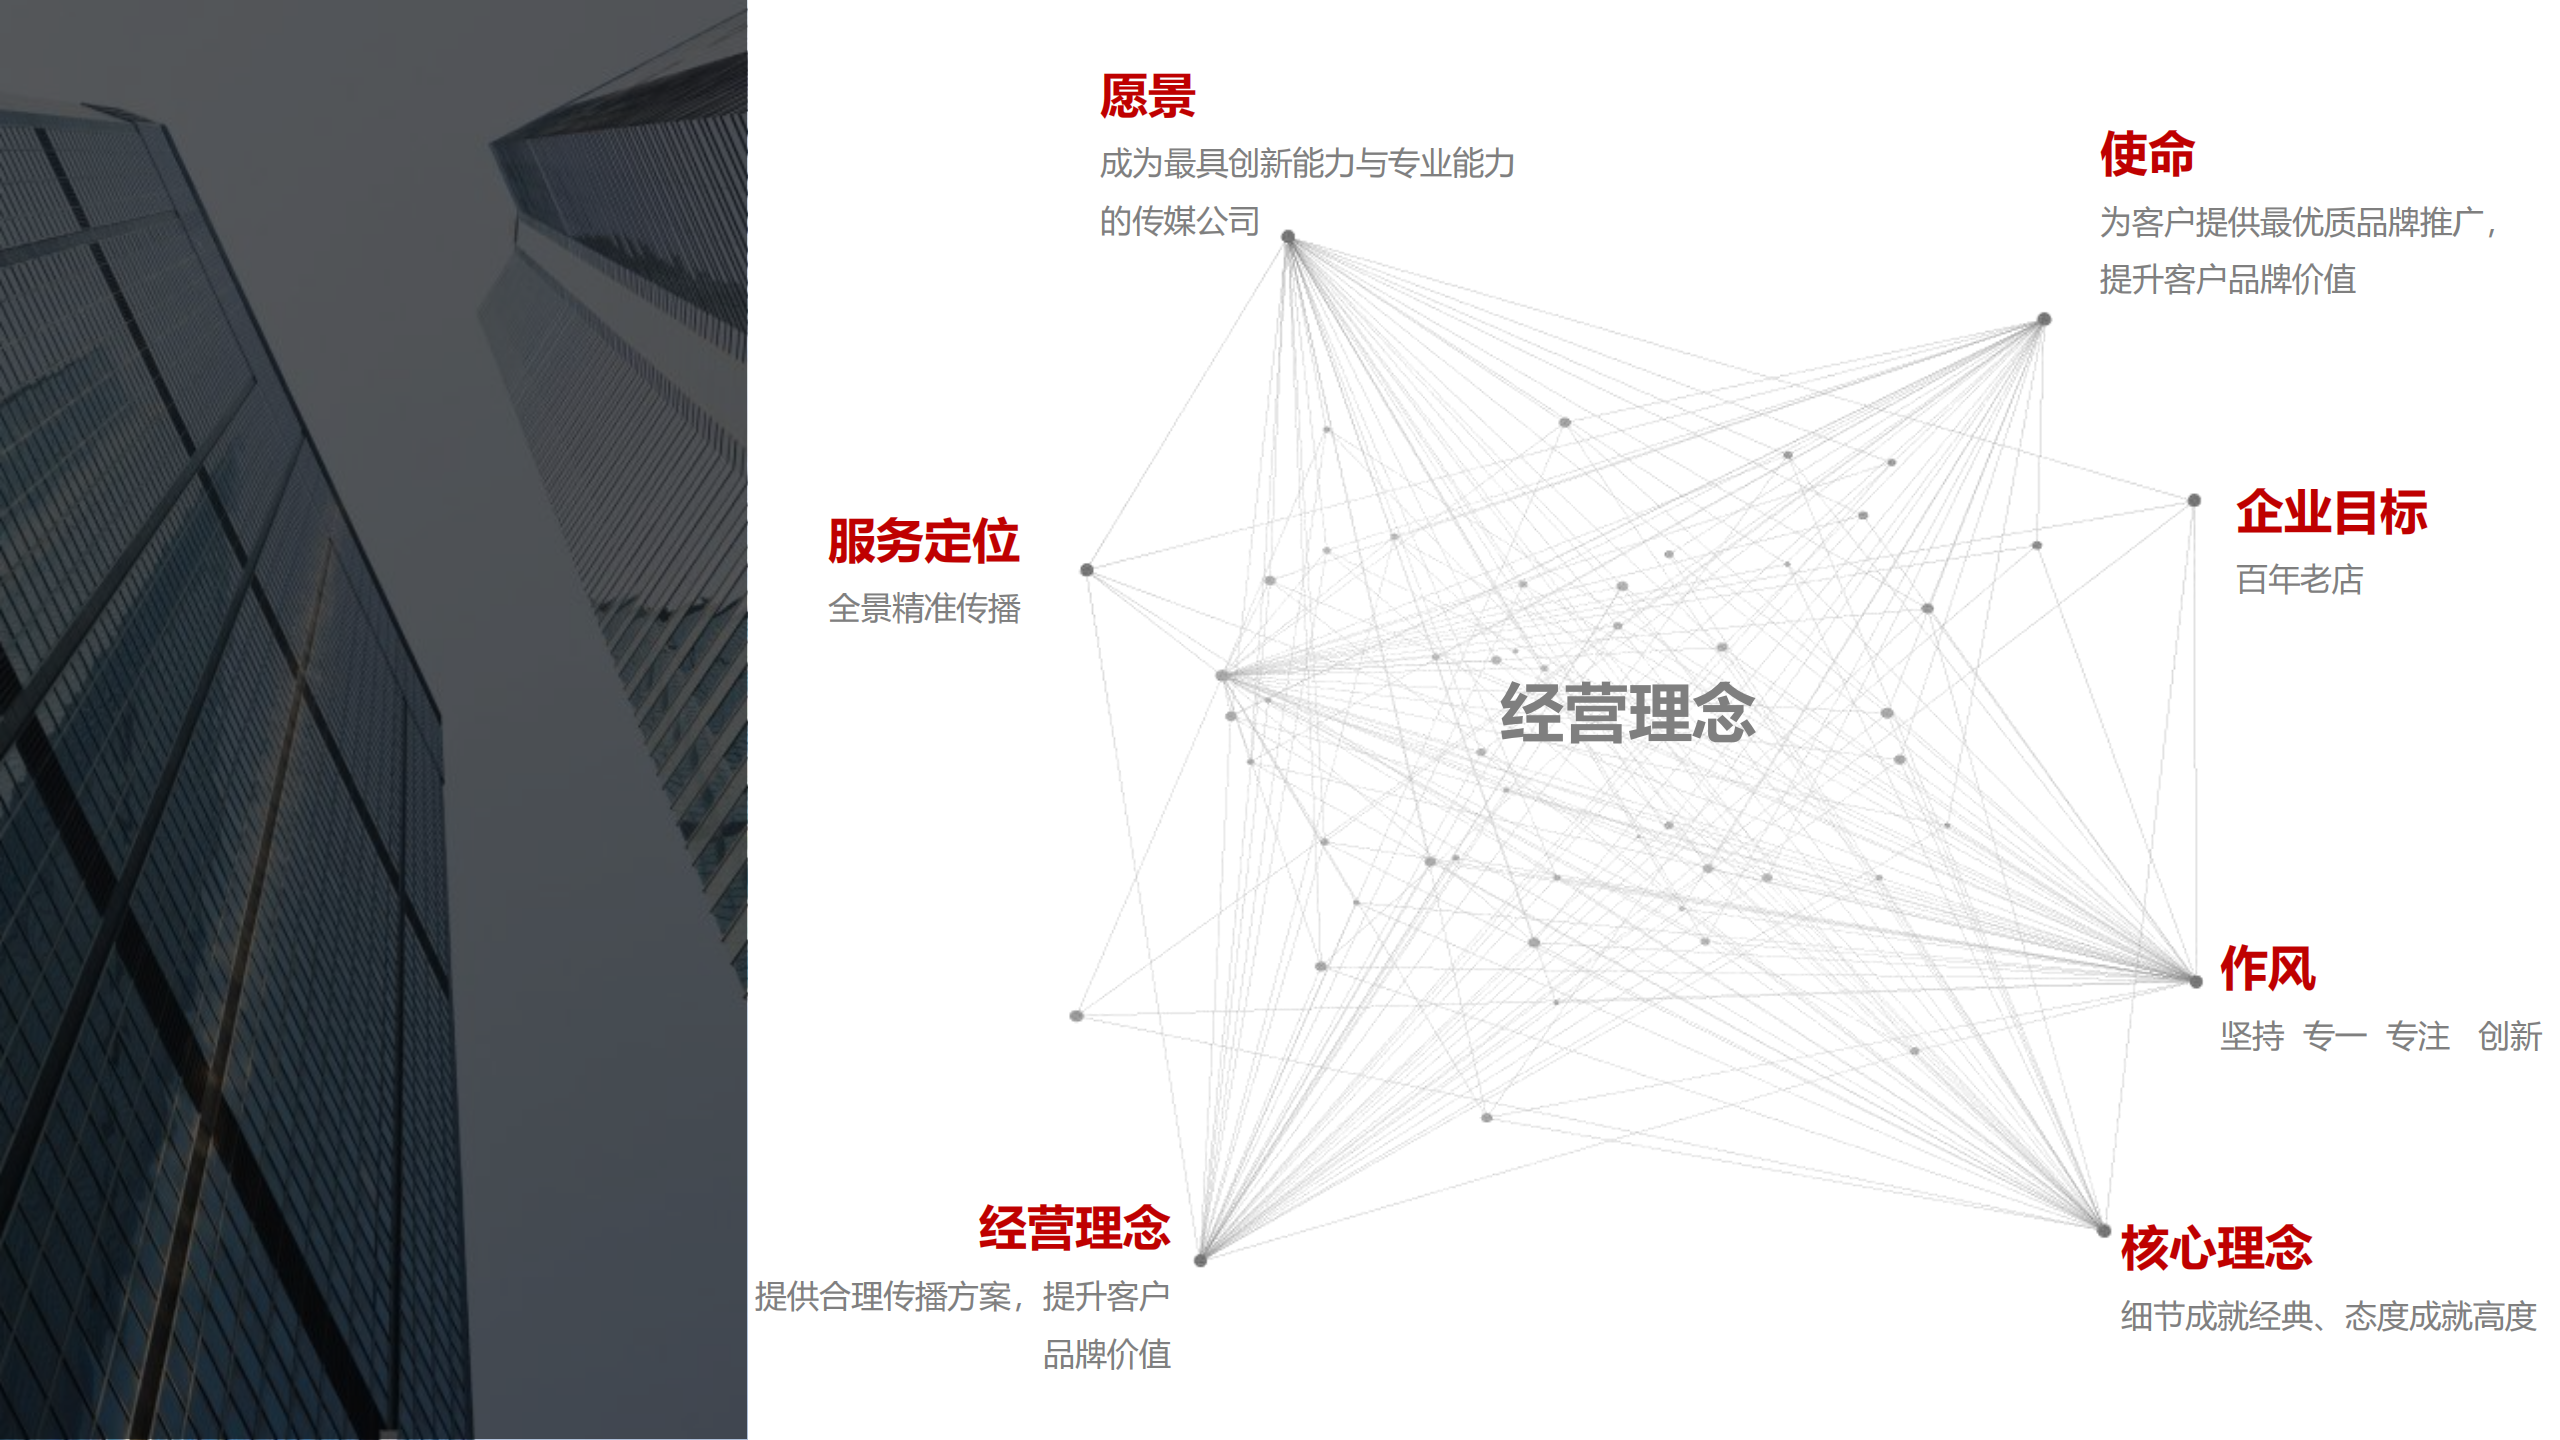 愿景
成为最具创新能力与专业能力
的传媒公司
使命
为客户提供最优质品牌推广，
提升客户品牌价值
服务定位
全景精准传播
企业目标
百年老店
经营理念
作风
坚持 专一 专注 创新
经营理念
提供合理传播方案，提升客户
品牌价值
核心理念
细节成就经典、态度成就高度